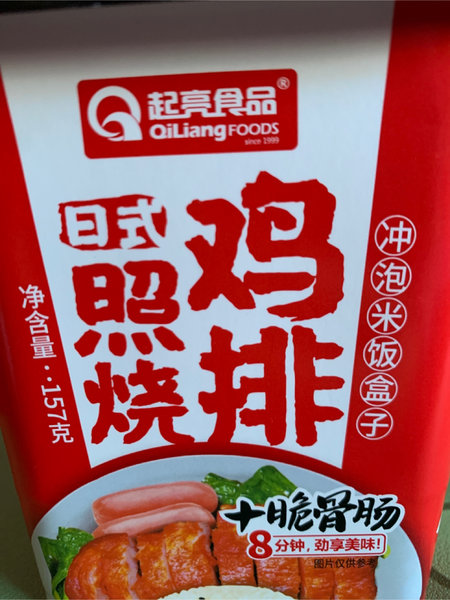 起亮食品®
QiLiangFOODS
since 1999
日式
照烧
鸡排
冲泡米饭盒子
净含量:157克
十脆骨肠
8分钟,劲享美味!
图片仅供参考